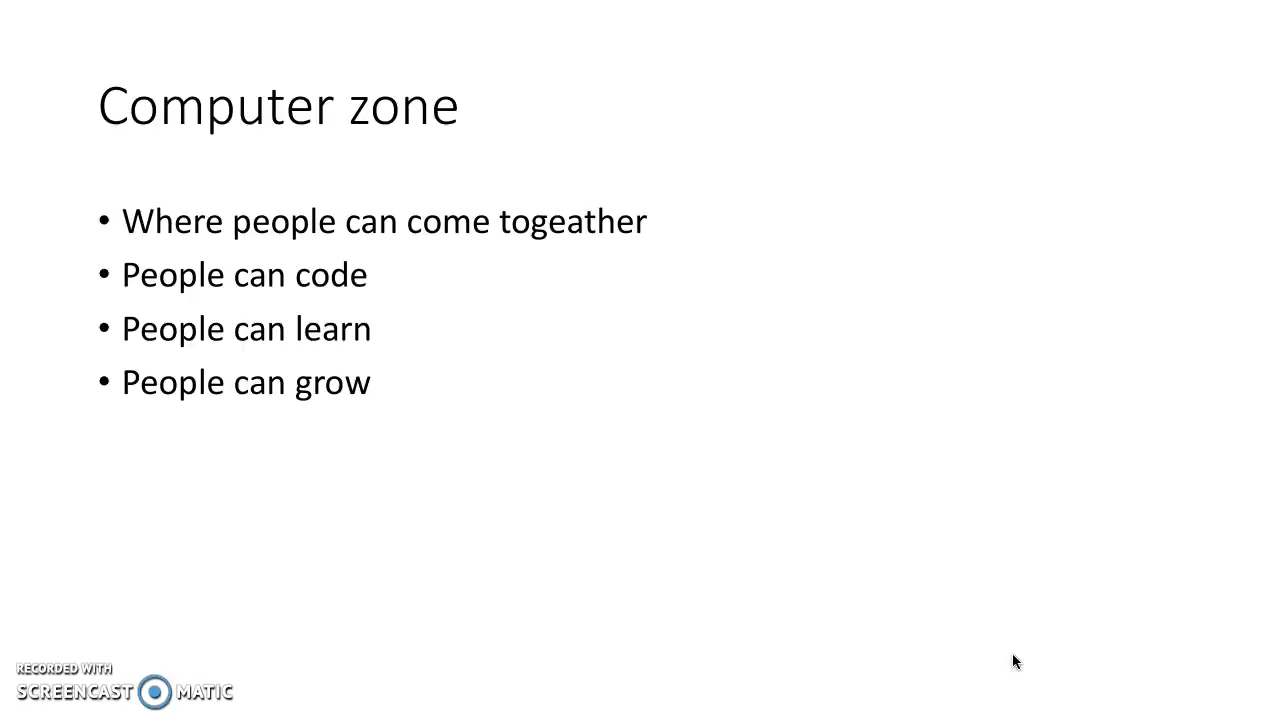 Computer zone
• Where people can come togeather
• People can code
• People can learn
• People can grow
RECORDED WITH
SCREENCAST MATIC